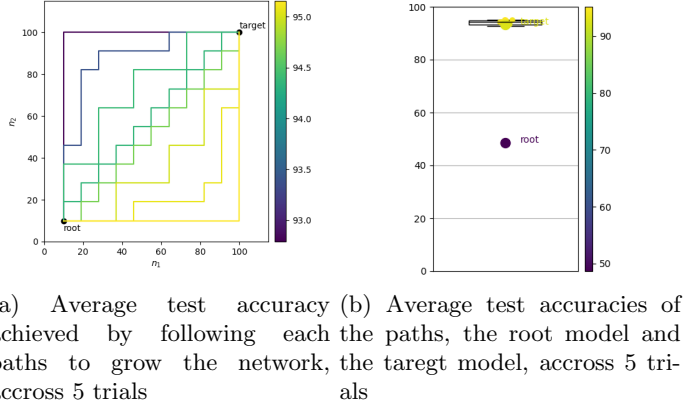 target
root
100
80
60
40
20
0
n₂
0 20 40 60 80 100
n₁
95.0
94.5
94.0
93.5
93.0
100
80
60
40
20
0
target
root
90
80
70
60
50
a) Average test accuracy
achieved by following each
paths to grow the network,
accross 5 trials
(b) Average test accuracies of
the paths, the root model and
the taregt model, accross 5 tri-
als